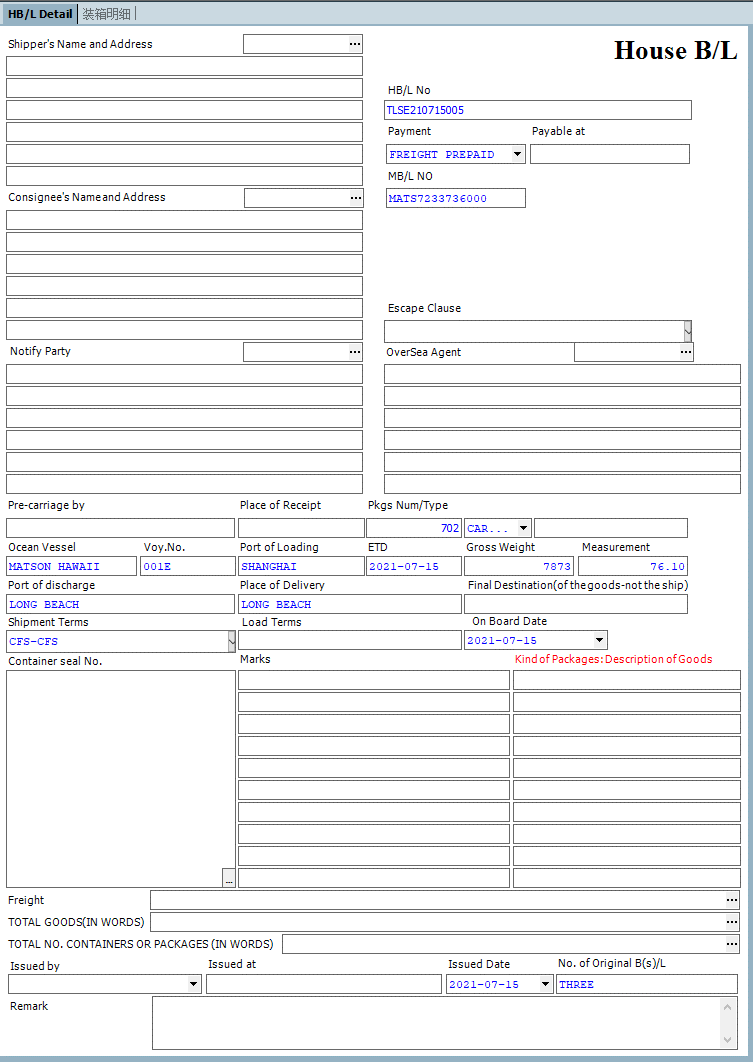 HB/L Detail 装箱明细
House B/L
Shipper's Name and Address ...
HB/L No
TLSE210715005
Payment Payable at
FREIGHT PREPAID
MB/L NO
Consignee's Name and Address ... MATS7233736000
Escape Clause
Notify Party ... OverSea Agent ...
Pre-carriage by Place of Receipt Pkgs Num/Type
702 CAR...
Ocean Vessel Voy.No. Port of Loading ETD Gross Weight Measurement
MATSON HAWAII 001E SHANGHAI 2021-07-15 7873 76.10
Port of discharge Place of Delivery Final Destination(of the goods-not the ship)
LONG BEACH LONG BEACH
Shipment Terms Load Terms On Board Date
CFS-CFS 2021-07-15
Container seal No. Marks Kind of Packages: Description of Goods
...
Freight ...
TOTAL GOODS(IN WORDS) ...
TOTAL NO. CONTAINERS OR PACKAGES (IN WORDS) ...
Issued by Issued at Issued Date No. of Original B(s)/L
2021-07-15 THREE
Remark